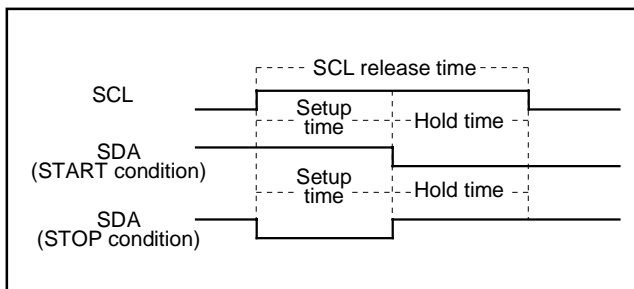 SCL release time
SCL
Setup
time
Hold time
SDA
(START condition)
Setup
time
Hold time
SDA
(STOP condition)